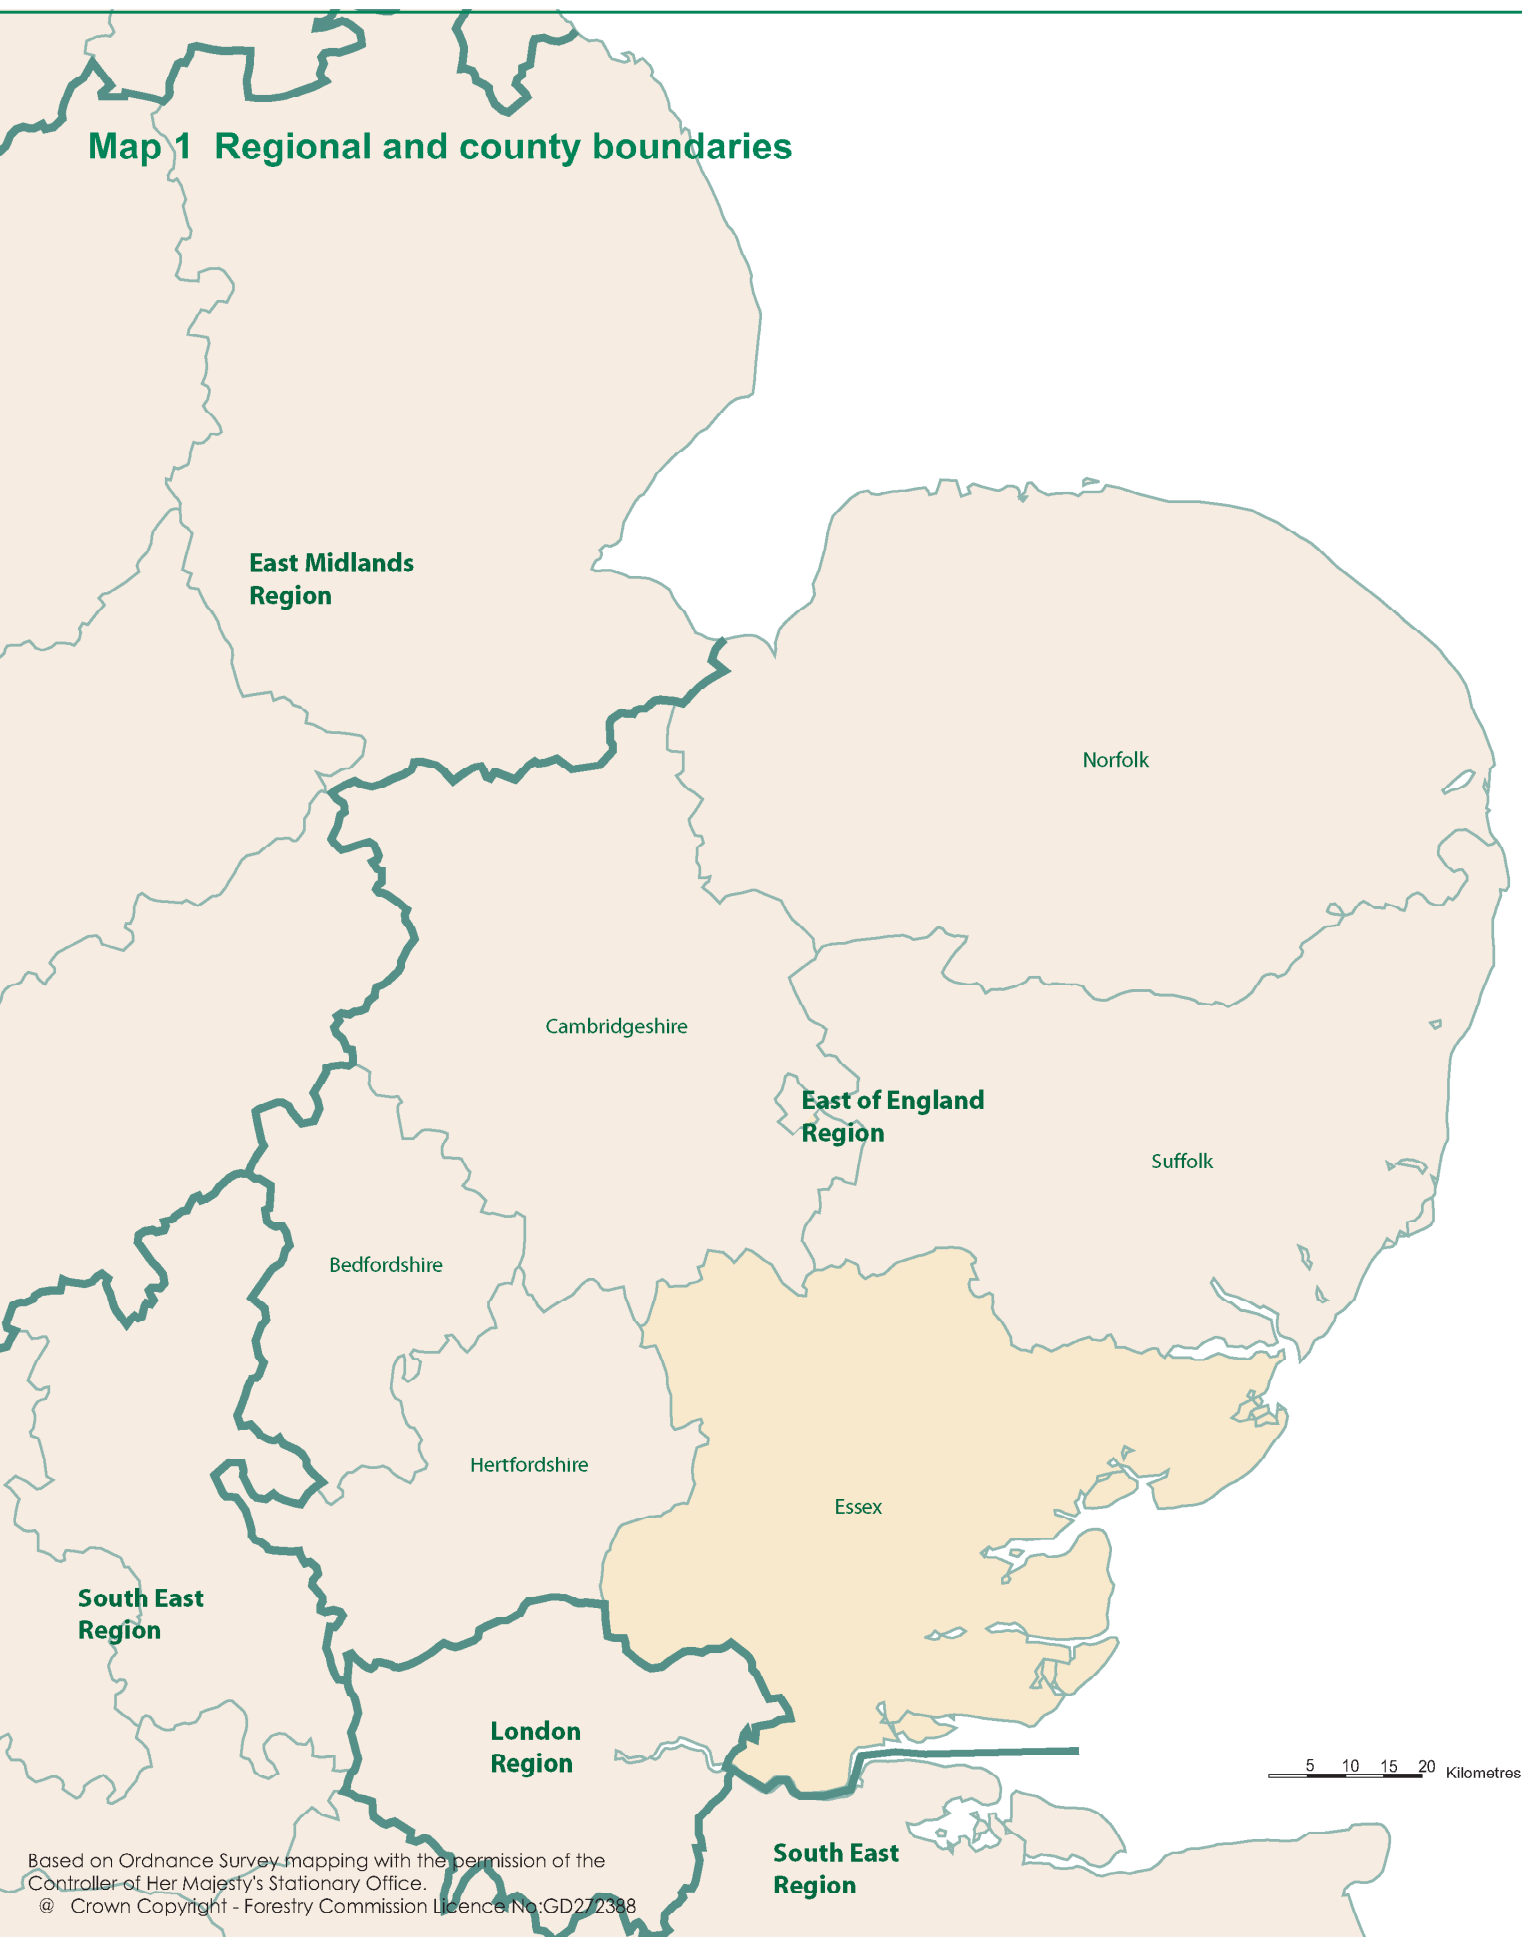 Map 1  Regional and county boundaries
East Midlands
Region
Norfolk
Cambridgeshire
East of England
Region
Suffolk
Bedfordshire
Hertfordshire
Essex
South East
Region
London
Region
5 10 15 20 Kilometres
South East
Region
Based on Ordnance Survey mapping with the permission of the
Controller of Her Majesty's Stationary Office.
@ Crown Copyright - Forestry Commission Licence No:GD272388